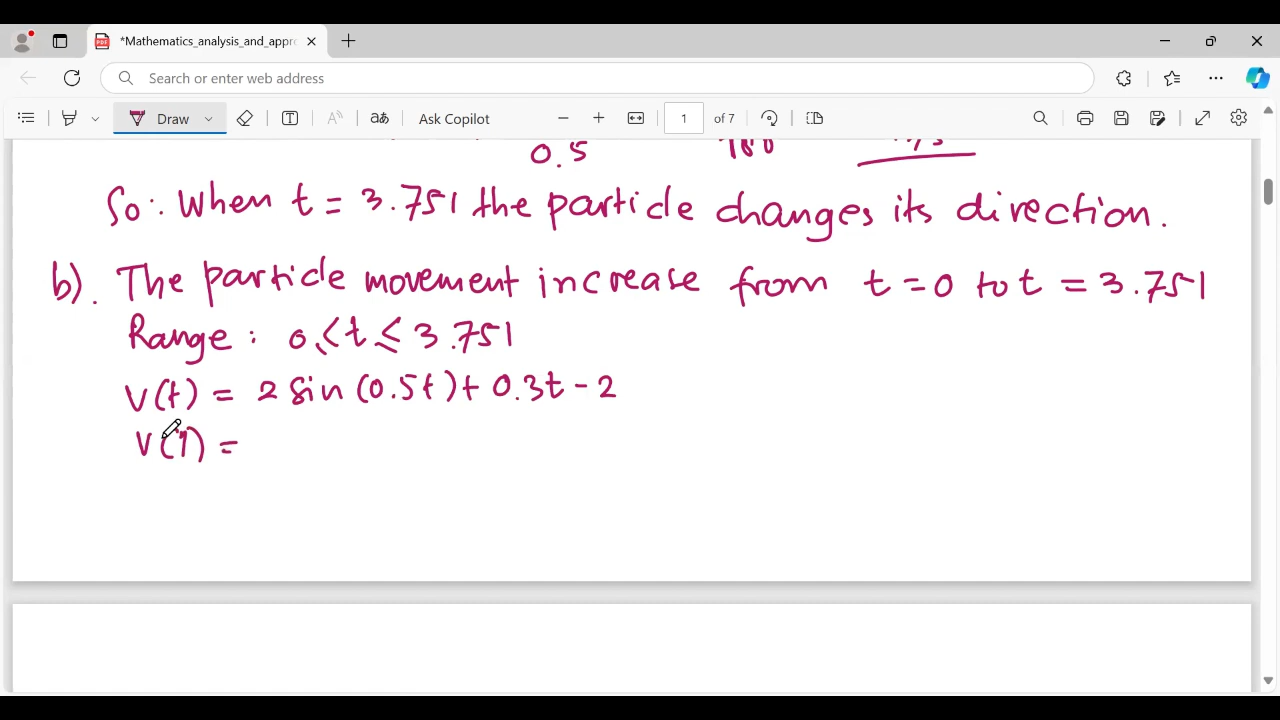 *Mathematics_analysis_and_appr
Search or enter web address
Draw
Ask Copilot
1 of 7
0.5
So: When t = 3.751 the particle changes its direction.
b). The particle movement increase from t = 0 to t = 3.751
Range: 0 ≤ t ≤ 3.751
V(t) = 2 sin (0.5t) + 0.3t - 2
V(1) =